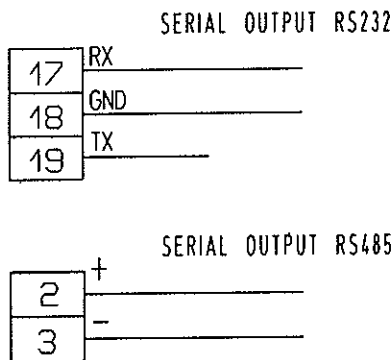 SERIAL OUTPUT RS232
17 RX
18 GND
19 TX
SERIAL OUTPUT RS485
2 +
3 -